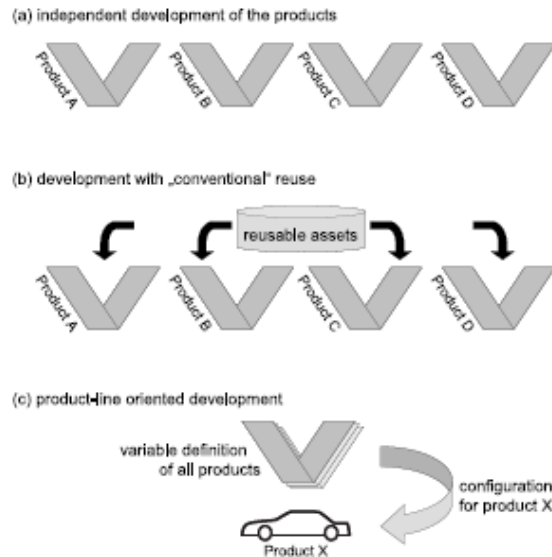 (a) independent development of the products
Product A
Product B
Product C
Product D
(b) development with „conventional“ reuse
reusable assets
Product A
Product B
Product C
Product D
(c) product-line oriented development
variable definition
of all products
configuration
for product X
Product X